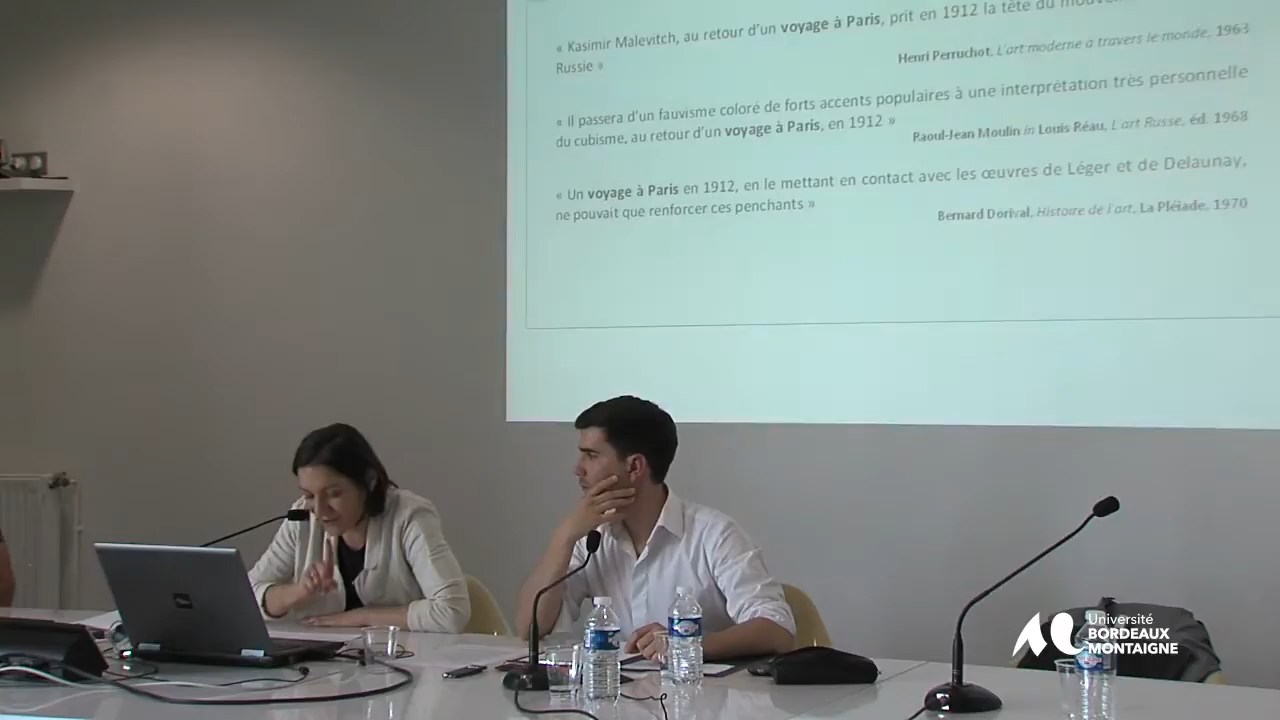 « Kasimir Malevitch, au retour d'un voyage à Paris, prit en 1912 la tête du
Russie »
Henri Perruchot, L'art moderne à travers le monde, 1963
« Il passera d'un fauvisme coloré de forts accents populaires à une interprétation très personnelle
du cubisme, au retour d'un voyage à Paris, en 1912 »
Raoul-Jean Moulin in Louis Réau, L'art Russe, éd. 1968
« Un voyage à Paris en 1912, en le mettant en contact avec les œuvres de Léger et de Delaunay,
ne pouvait que renforcer ces penchants »
Bernard Dorival, Histoire de l'art, La Pléiade, 1970
Université
BORDEAUX
MONTAIGNE